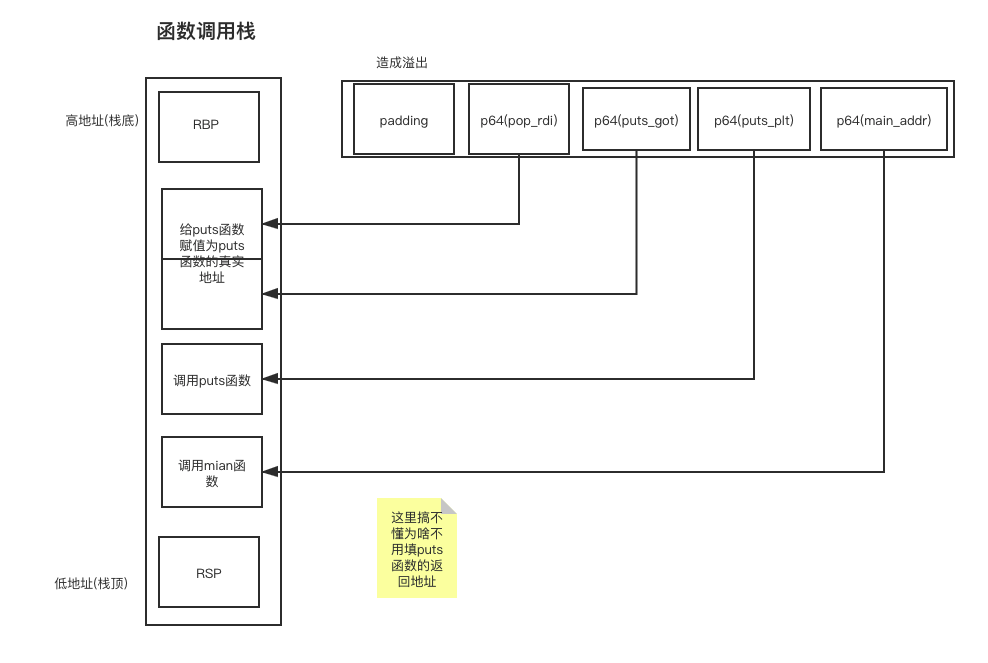 函数调用栈
造成溢出
高地址(栈底)
RBP
padding
p64(pop_rdi)
p64(puts_got)
p64(puts_plt)
p64(main_addr)
给puts函数
赋值为puts
函数的真实
地址
调用puts函数
调用mian函
数
这里搞不
懂为啥不
用填puts
函数的返
回地址
RSP
低地址(栈顶)